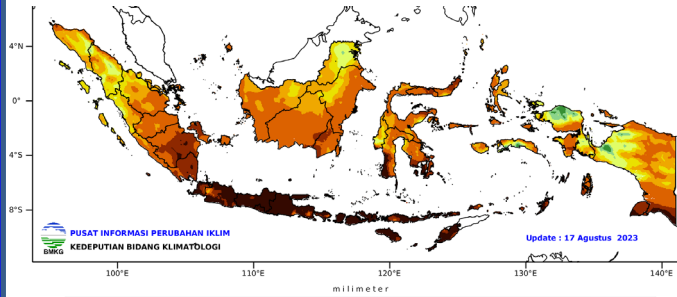 4°N
0°
4°S
8°S
PUSAT INFORMASI PERUBAHAN IKLIM
KEDEPUTIAN BIDANG KLIMATOLOGI
BMKG
Update : 17 Agustus 2023
100°E
110°E
120°E
130°E
140°E
milimeter